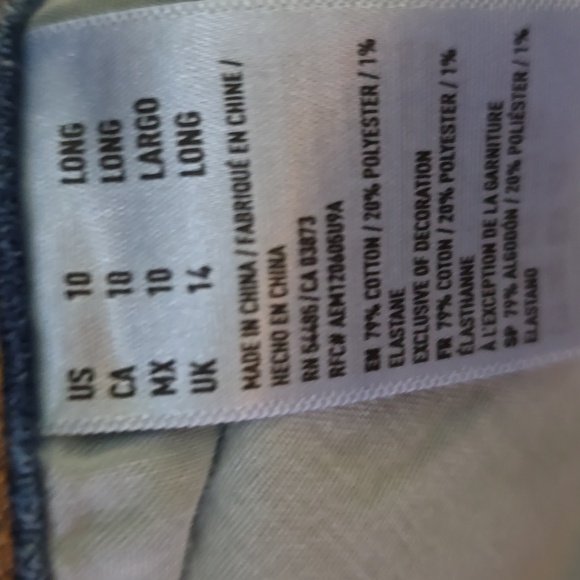 US 10 LONG
CA 10 LONG
MX 10 LARGO
UK 14 LONG
MADE IN CHINA / FABRIQUÉ EN CHINE /
HECHO EN CHINA
RN 54485 / CA 03873
RFC# AEM120605U9A
EN 79% COTTON / 20% POLYESTER / 1%
ELASTANE
EXCLUSIVE OF DECORATION
FR 79% COTON / 20% POLYESTER / 1%
ÉLASTHANNE
À L'EXCEPTION DE LA GARNITURE
SP 79% ALGODÓN / 20% POLIÉSTER / 1%
ELASTANO